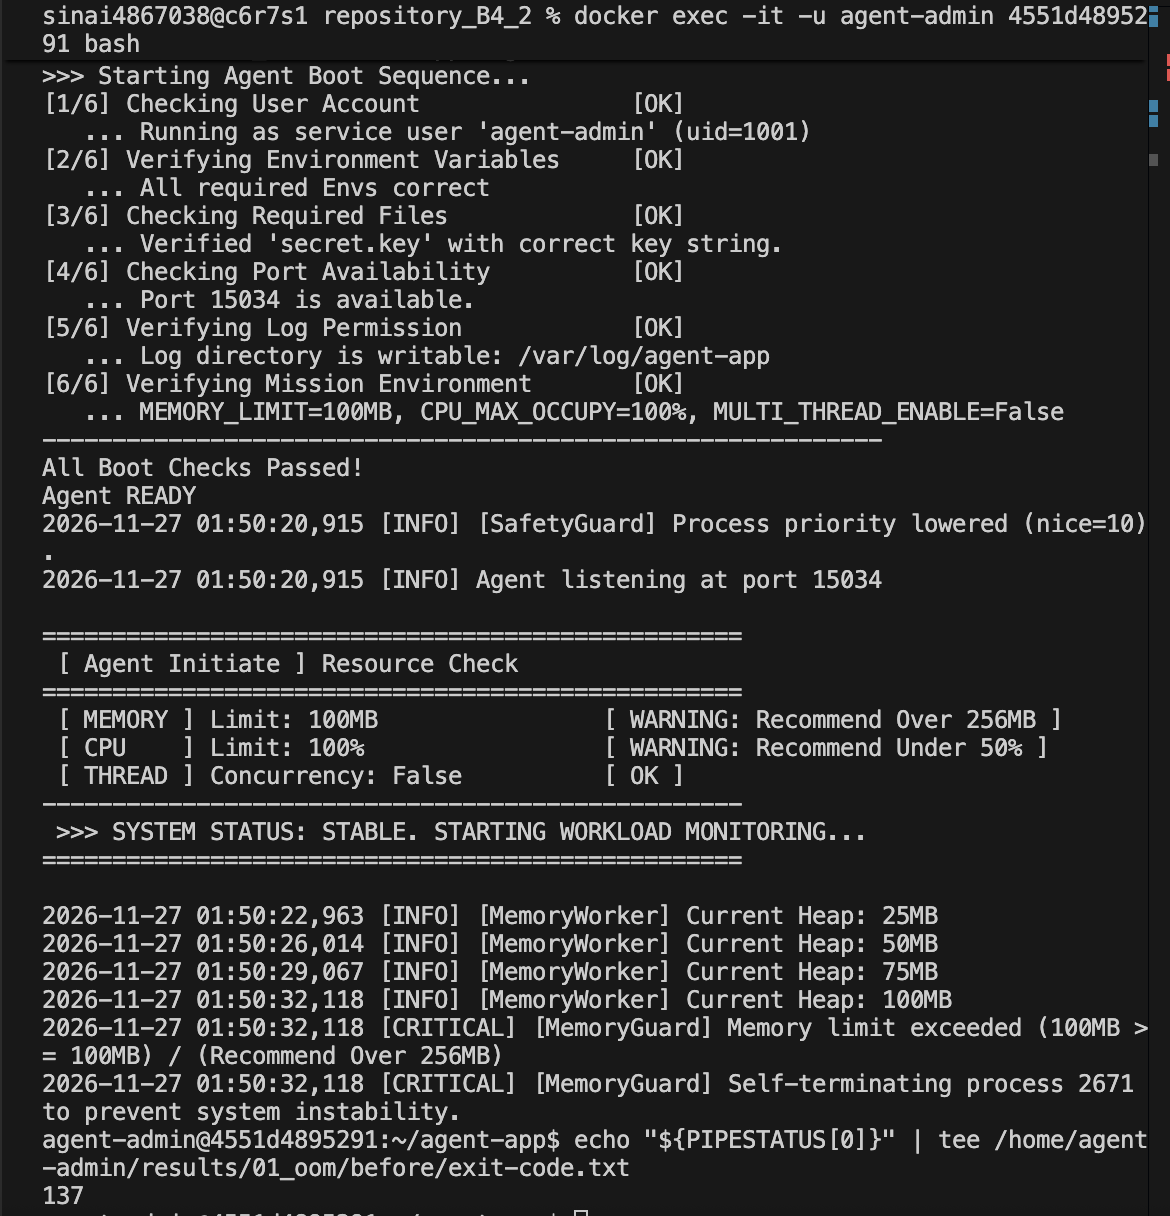 sinai4867038@c6r7s1 repository_B4_2 % docker exec -it -u agent-admin 4551d48952
91 bash
>>> Starting Agent Boot Sequence...
[1/6] Checking User Account               [OK]
   ... Running as service user 'agent-admin' (uid=1001)
[2/6] Verifying Environment Variables     [OK]
   ... All required Envs correct
[3/6] Checking Required Files             [OK]
   ... Verified 'secret.key' with correct key string.
[4/6] Checking Port Availability          [OK]
   ... Port 15034 is available.
[5/6] Verifying Log Permission            [OK]
   ... Log directory is writable: /var/log/agent-app
[6/6] Verifying Mission Environment       [OK]
   ... MEMORY_LIMIT=100MB, CPU_MAX_OCCUPY=100%, MULTI_THREAD_ENABLE=False
------------------------------------------------------------
All Boot Checks Passed!
Agent READY
2026-11-27 01:50:20,915 [INFO] [SafetyGuard] Process priority lowered (nice=10)
.
2026-11-27 01:50:20,915 [INFO] Agent listening at port 15034
==================================================
 [ Agent Initiate ] Resource Check
==================================================
 [ MEMORY ] Limit: 100MB                [ WARNING: Recommend Over 256MB ]
 [ CPU    ] Limit: 100%                 [ WARNING: Recommend Under 50% ]
 [ THREAD ] Concurrency: False          [ OK ]
--------------------------------------------------
 >>> SYSTEM STATUS: STABLE. STARTING WORKLOAD MONITORING...
==================================================
2026-11-27 01:50:22,963 [INFO] [MemoryWorker] Current Heap: 25MB
2026-11-27 01:50:26,014 [INFO] [MemoryWorker] Current Heap: 50MB
2026-11-27 01:50:29,067 [INFO] [MemoryWorker] Current Heap: 75MB
2026-11-27 01:50:32,118 [INFO] [MemoryWorker] Current Heap: 100MB
2026-11-27 01:50:32,118 [CRITICAL] [MemoryGuard] Memory limit exceeded (100MB >
= 100MB) / (Recommend Over 256MB)
2026-11-27 01:50:32,118 [CRITICAL] [MemoryGuard] Self-terminating process 2671
to prevent system instability.
agent-admin@4551d4895291:~/agent-app$ echo "${PIPESTATUS[0]}" | tee /home/agent
-admin/results/01_oom/before/exit-code.txt
137